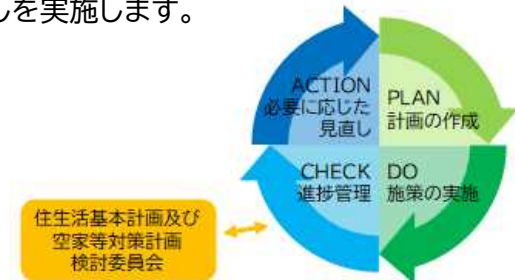 しを実施します。
ACTION
必要に応じた
見直し
PLAN
計画の作成
CHECK
進捗管理
DO
施策の実施
住生活基本計画及び
空家等対策計画
検討委員会